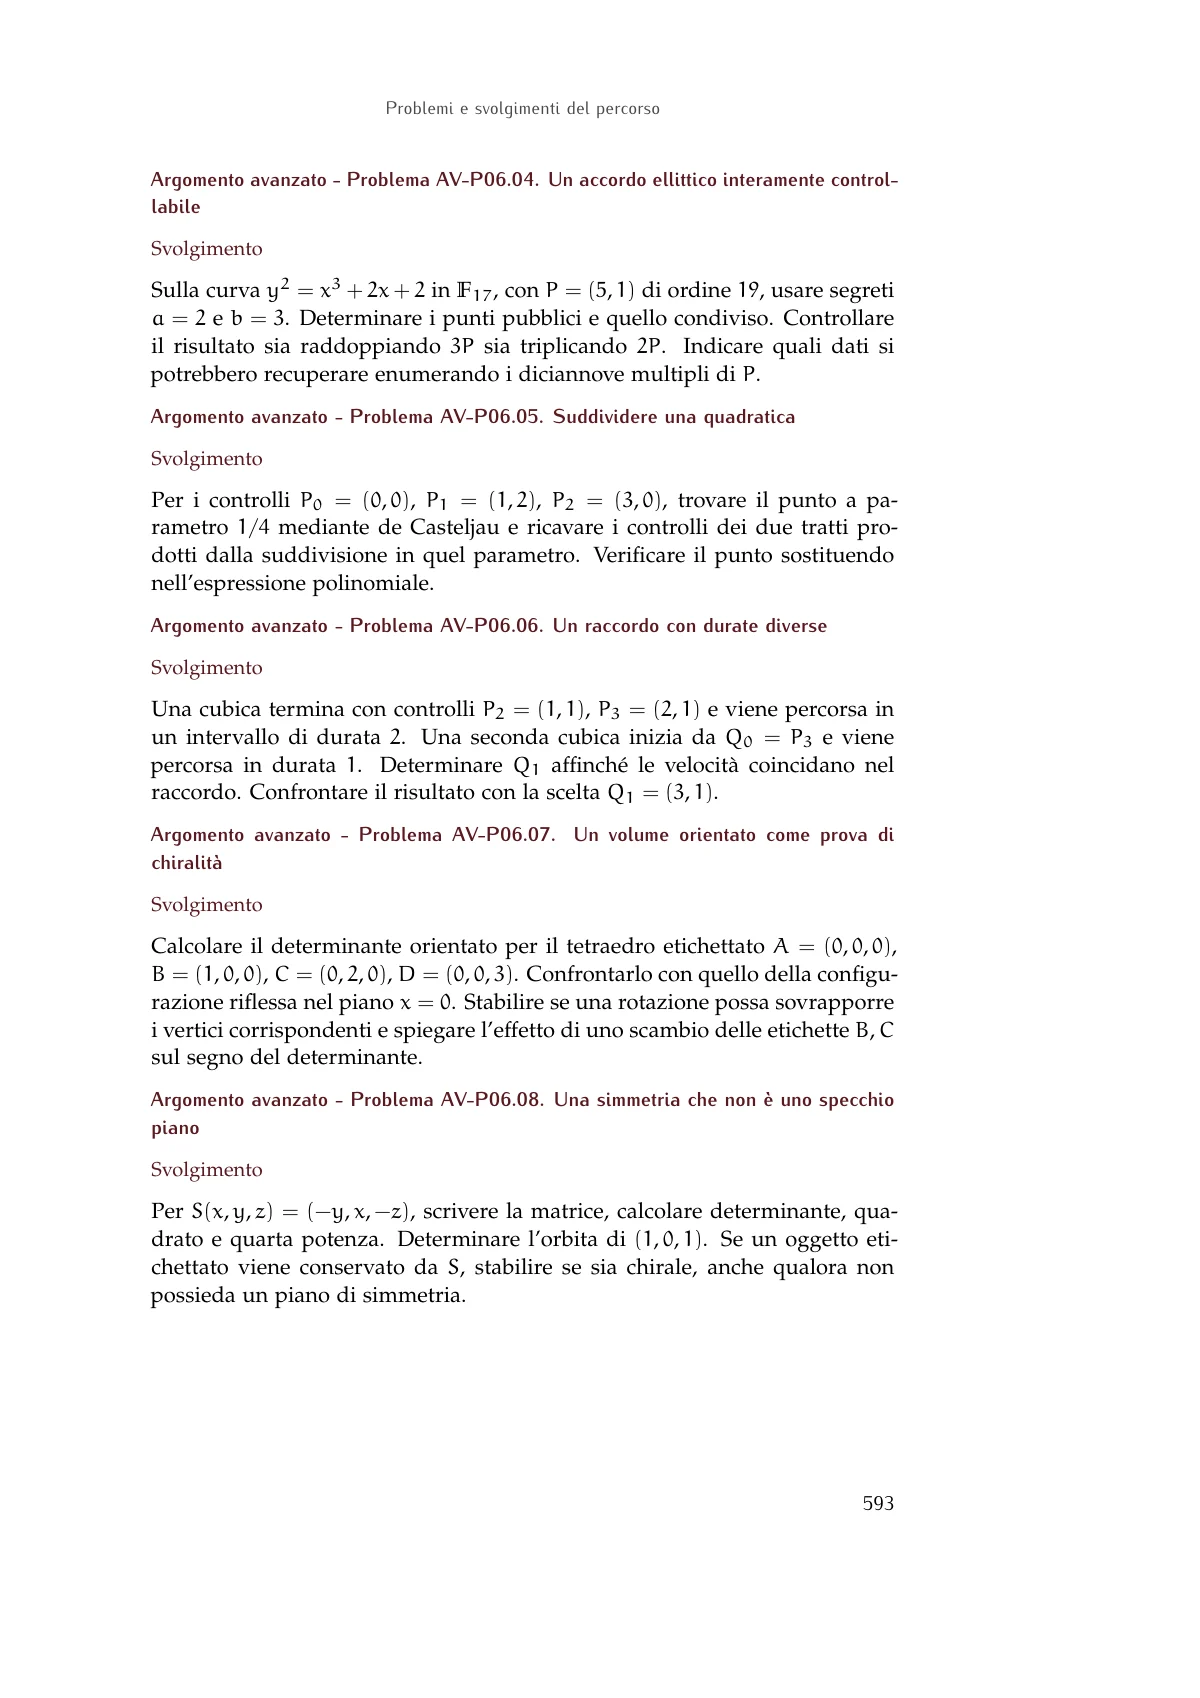 Problemi e svolgimenti del percorso
Argomento avanzato – Problema AV-P06.04. Un accordo ellittico interamente control-
labile
Svolgimento
Sulla curva y² = x³ + 2x + 2 in 𝔽₁₇, con P = (5, 1) di ordine 19, usare segreti
a = 2 e b = 3. Determinare i punti pubblici e quello condiviso. Controllare
il risultato sia raddoppiando 3P sia triplicando 2P. Indicare quali dati si
potrebbero recuperare enumerando i diciannove multipli di P.
Argomento avanzato – Problema AV-P06.05. Suddividere una quadratica
Svolgimento
Per i controlli P₀ = (0, 0), P₁ = (1, 2), P₂ = (3, 0), trovare il punto a pa-
rametro 1/4 mediante de Casteljau e ricavare i controlli dei due tratti pro-
dotti dalla suddivisione in quel parametro. Verificare il punto sostituendo
nell'espressione polinomiale.
Argomento avanzato – Problema AV-P06.06. Un raccordo con durate diverse
Svolgimento
Una cubica termina con controlli P₂ = (1, 1), P₃ = (2, 1) e viene percorsa in
un intervallo di durata 2. Una seconda cubica inizia da Q₀ = P₃ e viene
percorsa in durata 1. Determinare Q₁ affinché le velocità coincidano nel
raccordo. Confrontare il risultato con la scelta Q₁ = (3, 1).
Argomento avanzato – Problema AV-P06.07. Un volume orientato come prova di
chiralità
Svolgimento
Calcolare il determinante orientato per il tetraedro etichettato A = (0, 0, 0),
B = (1, 0, 0), C = (0, 2, 0), D = (0, 0, 3). Confrontarlo con quello della configu-
razione riflessa nel piano x = 0. Stabilire se una rotazione possa sovrapporre
i vertici corrispondenti e spiegare l'effetto di uno scambio delle etichette B, C
sul segno del determinante.
Argomento avanzato – Problema AV-P06.08. Una simmetria che non è uno specchio
piano
Svolgimento
Per S(x, y, z) = (−y, x, −z), scrivere la matrice, calcolare determinante, qua-
drato e quarta potenza. Determinare l'orbita di (1, 0, 1). Se un oggetto eti-
chettato viene conservato da S, stabilire se sia chirale, anche qualora non
possieda un piano di simmetria.
593